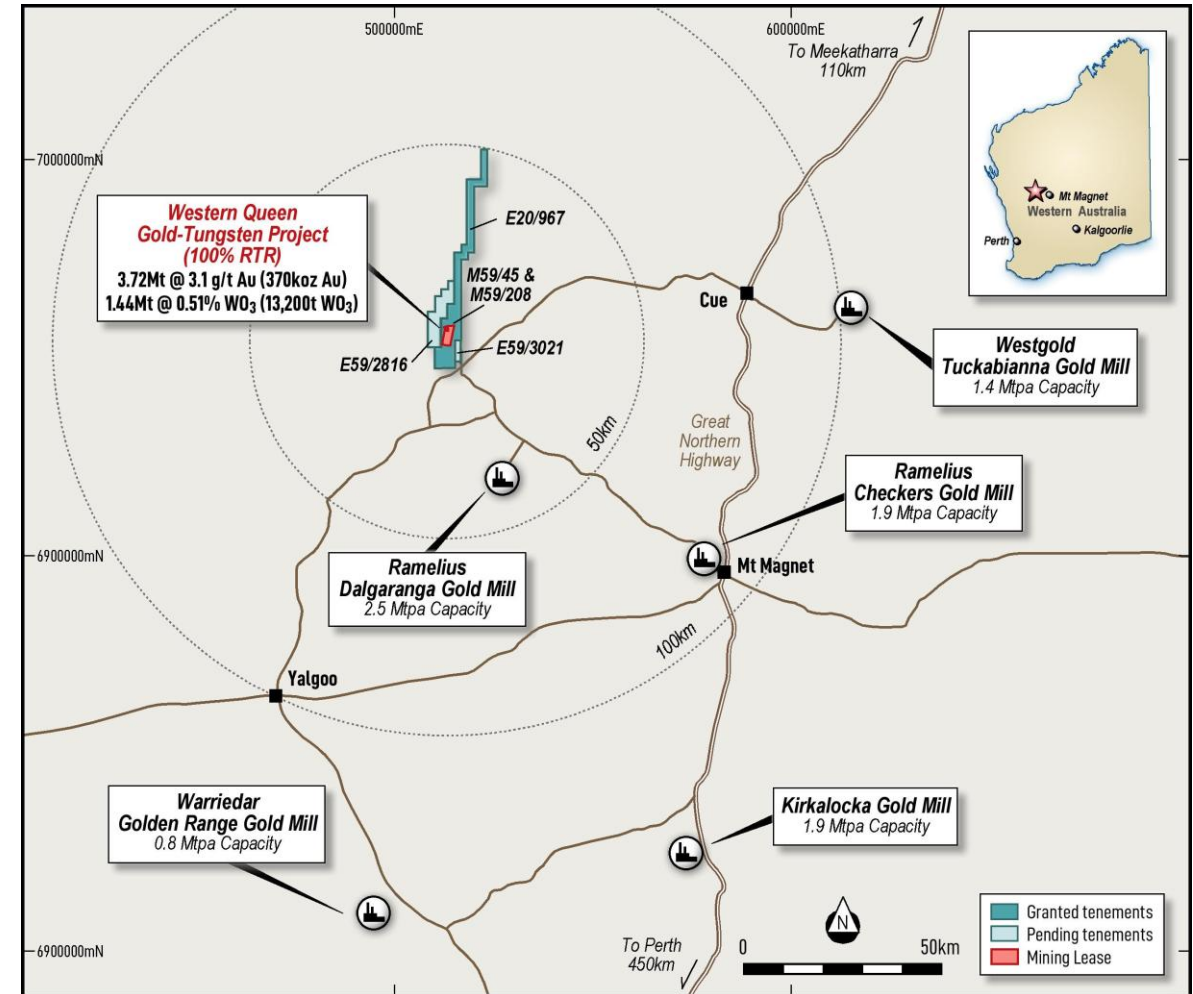 500000mE
600000mE
To Meekatharra
110km
7000000mN
Western Queen
Gold-Tungsten Project
(100% RTR)
3.72Mt @ 3.1 g/t Au (370koz Au)
1.44Mt @ 0.51% WO₃ (13,200t WO₃)
E20/967
M59/45 &
M59/208
E59/2816
E59/3021
Mt Magnet
Western Australia
Kalgoorlie
Perth
Cue
Westgold
Tuckabianna Gold Mill
1.4 Mtpa Capacity
Great
Northern
Highway
50km
Ramelius
Checkers Gold Mill
1.9 Mtpa Capacity
6900000mN
Ramelius
Dalgaranga Gold Mill
2.5 Mtpa Capacity
Mt Magnet
100km
Yalgoo
Warriedar
Golden Range Gold Mill
0.8 Mtpa Capacity
Kirkalocka Gold Mill
1.9 Mtpa Capacity
6900000mN
To Perth
450km
N
0
50km
Granted tenements
Pending tenements
Mining Lease